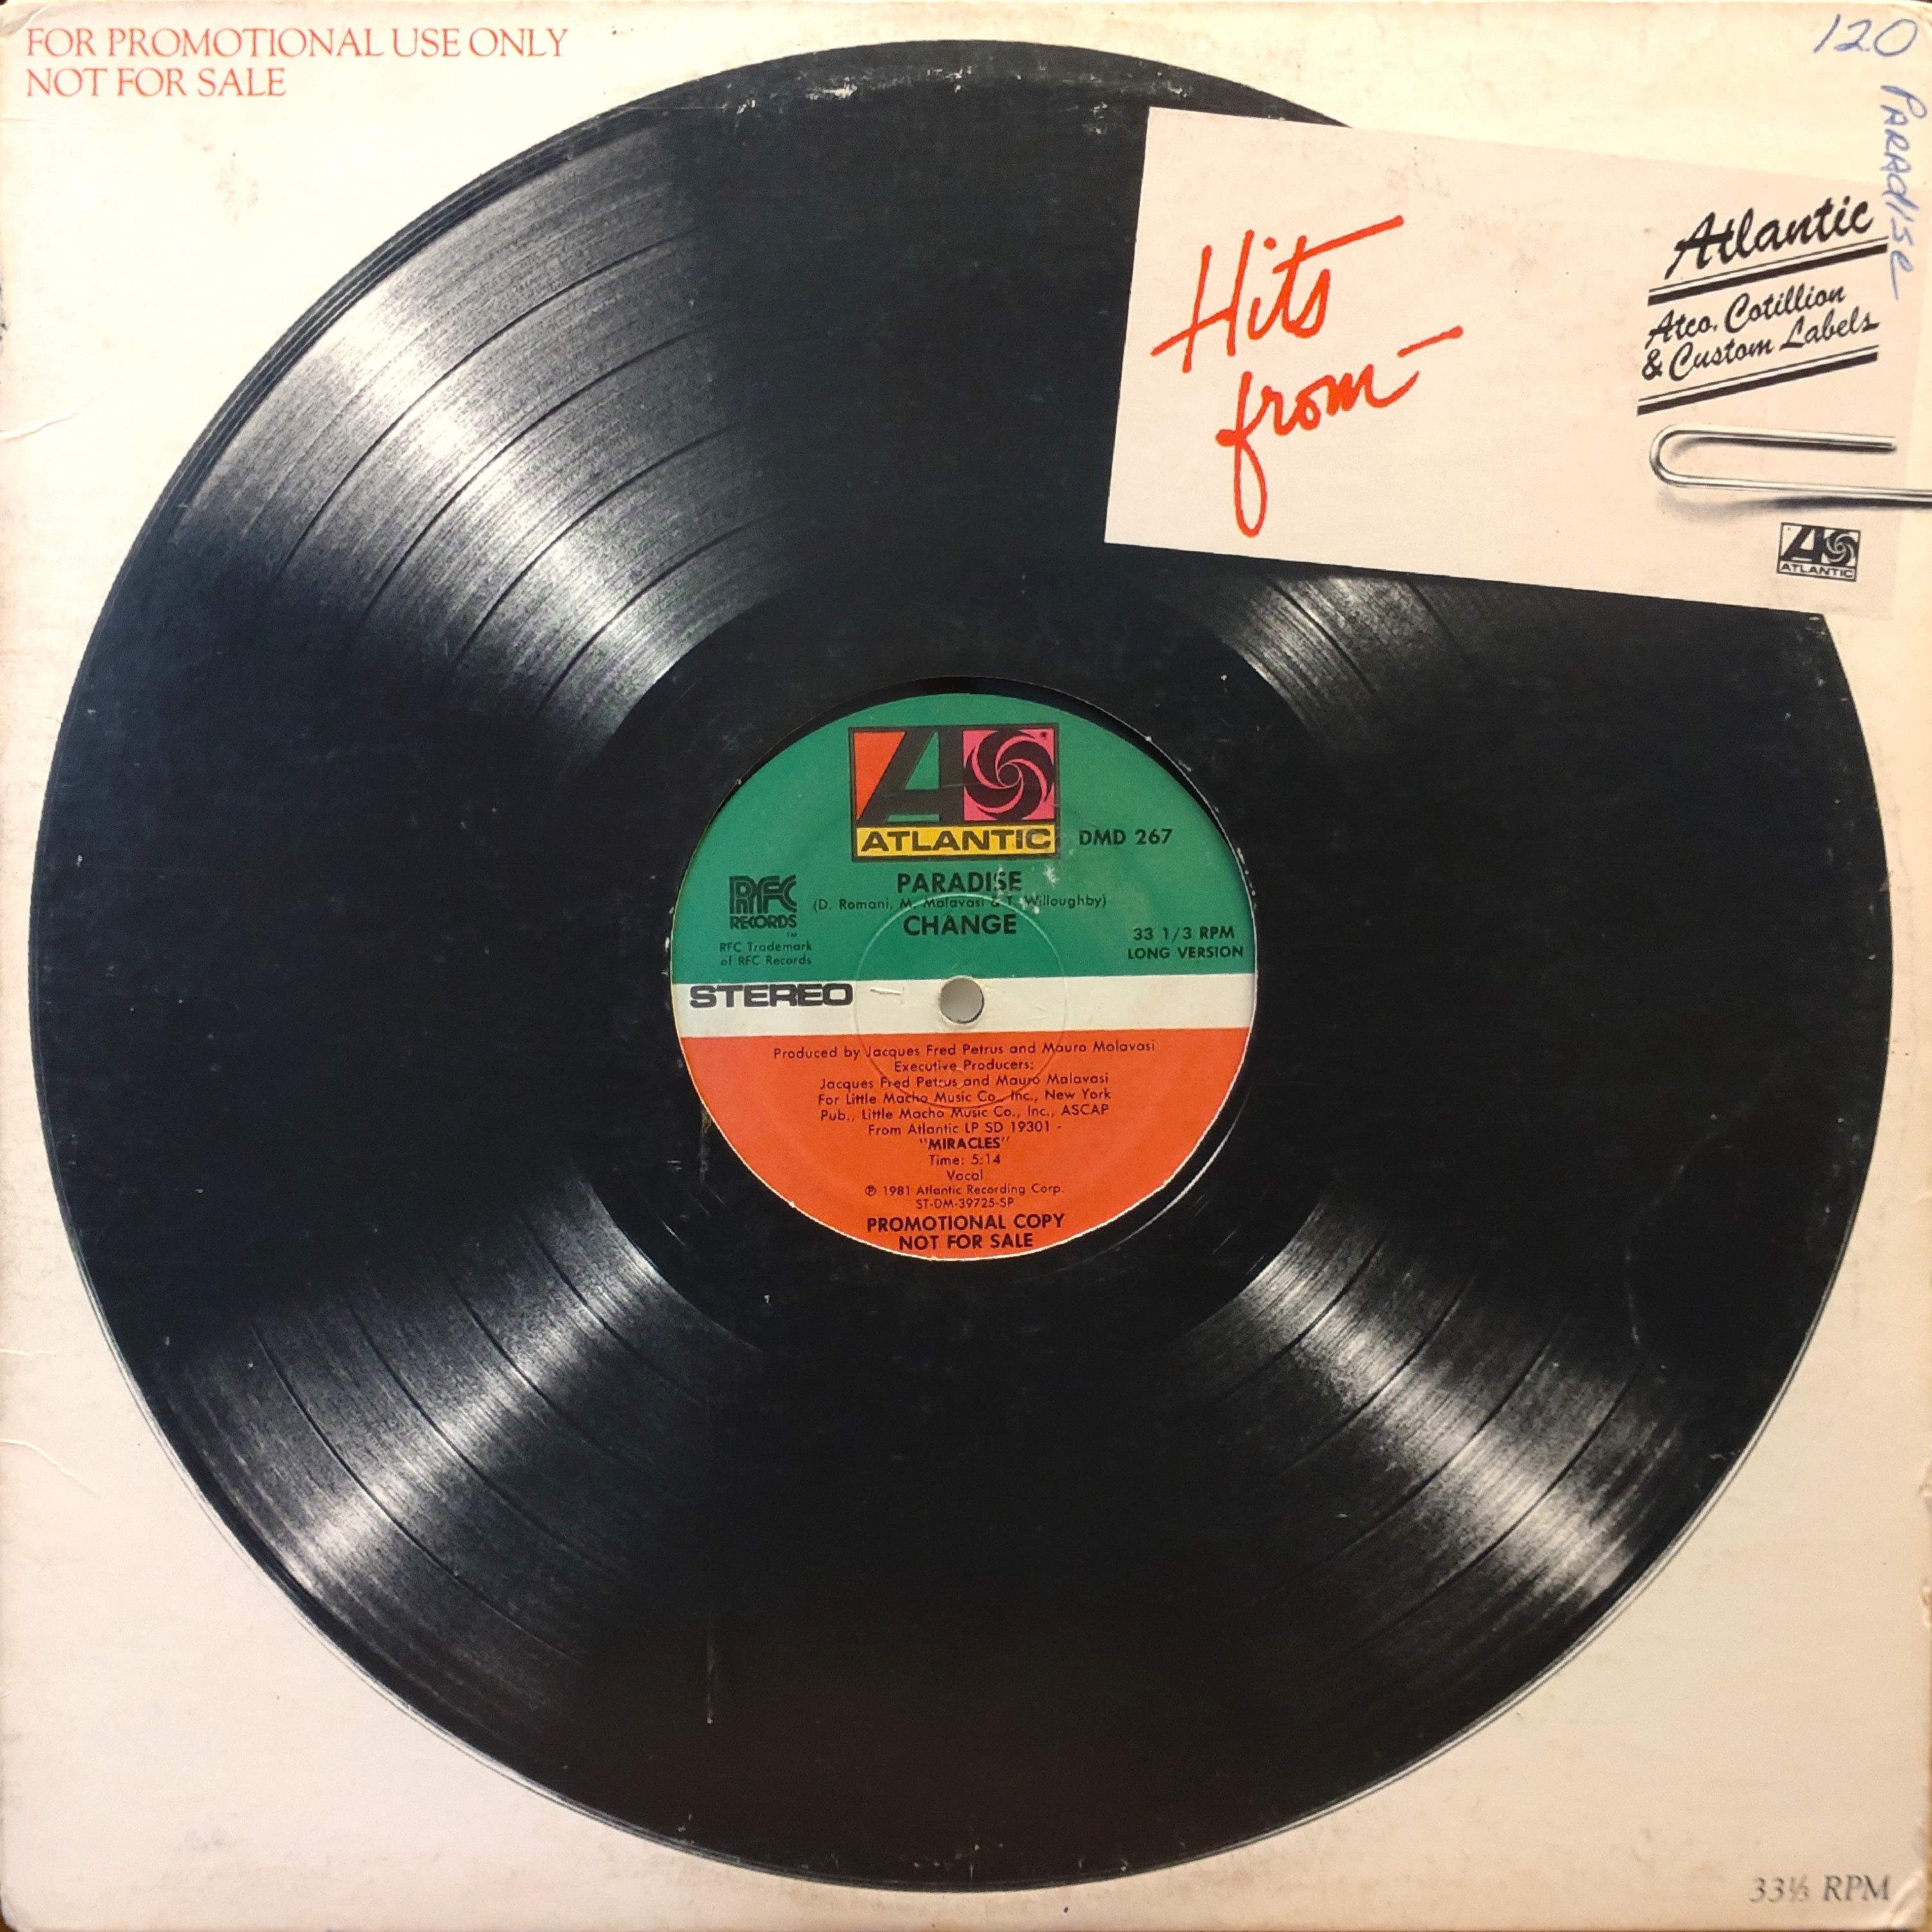 FOR PROMOTIONAL USE ONLY
NOT FOR SALE
120
Paradise
Hits
from
Atlantic
Atco, Cotillion
& Custom Labels
ATLANTIC
ATLANTIC
DMD 267
RFC
RECORDS
TM
RFC Trademark
of RFC Records
PARADISE
(D. Romani, M. Malavasi & T. Willoughby)
CHANGE
33 1/3 RPM
LONG VERSION
STEREO
Produced by Jacques Fred Petrus and Mauro Malavasi
Executive Producers:
Jacques Fred Petrus and Mauro Malavasi
For Little Macho Music Co., Inc., New York
Pub., Little Macho Music Co., Inc., ASCAP
From Atlantic LP SD 19301 -
"MIRACLES"
Time: 5:14
Vocal
℗ 1981 Atlantic Recording Corp.
ST-DM-39725-SP
PROMOTIONAL COPY
NOT FOR SALE
33⅓ RPM